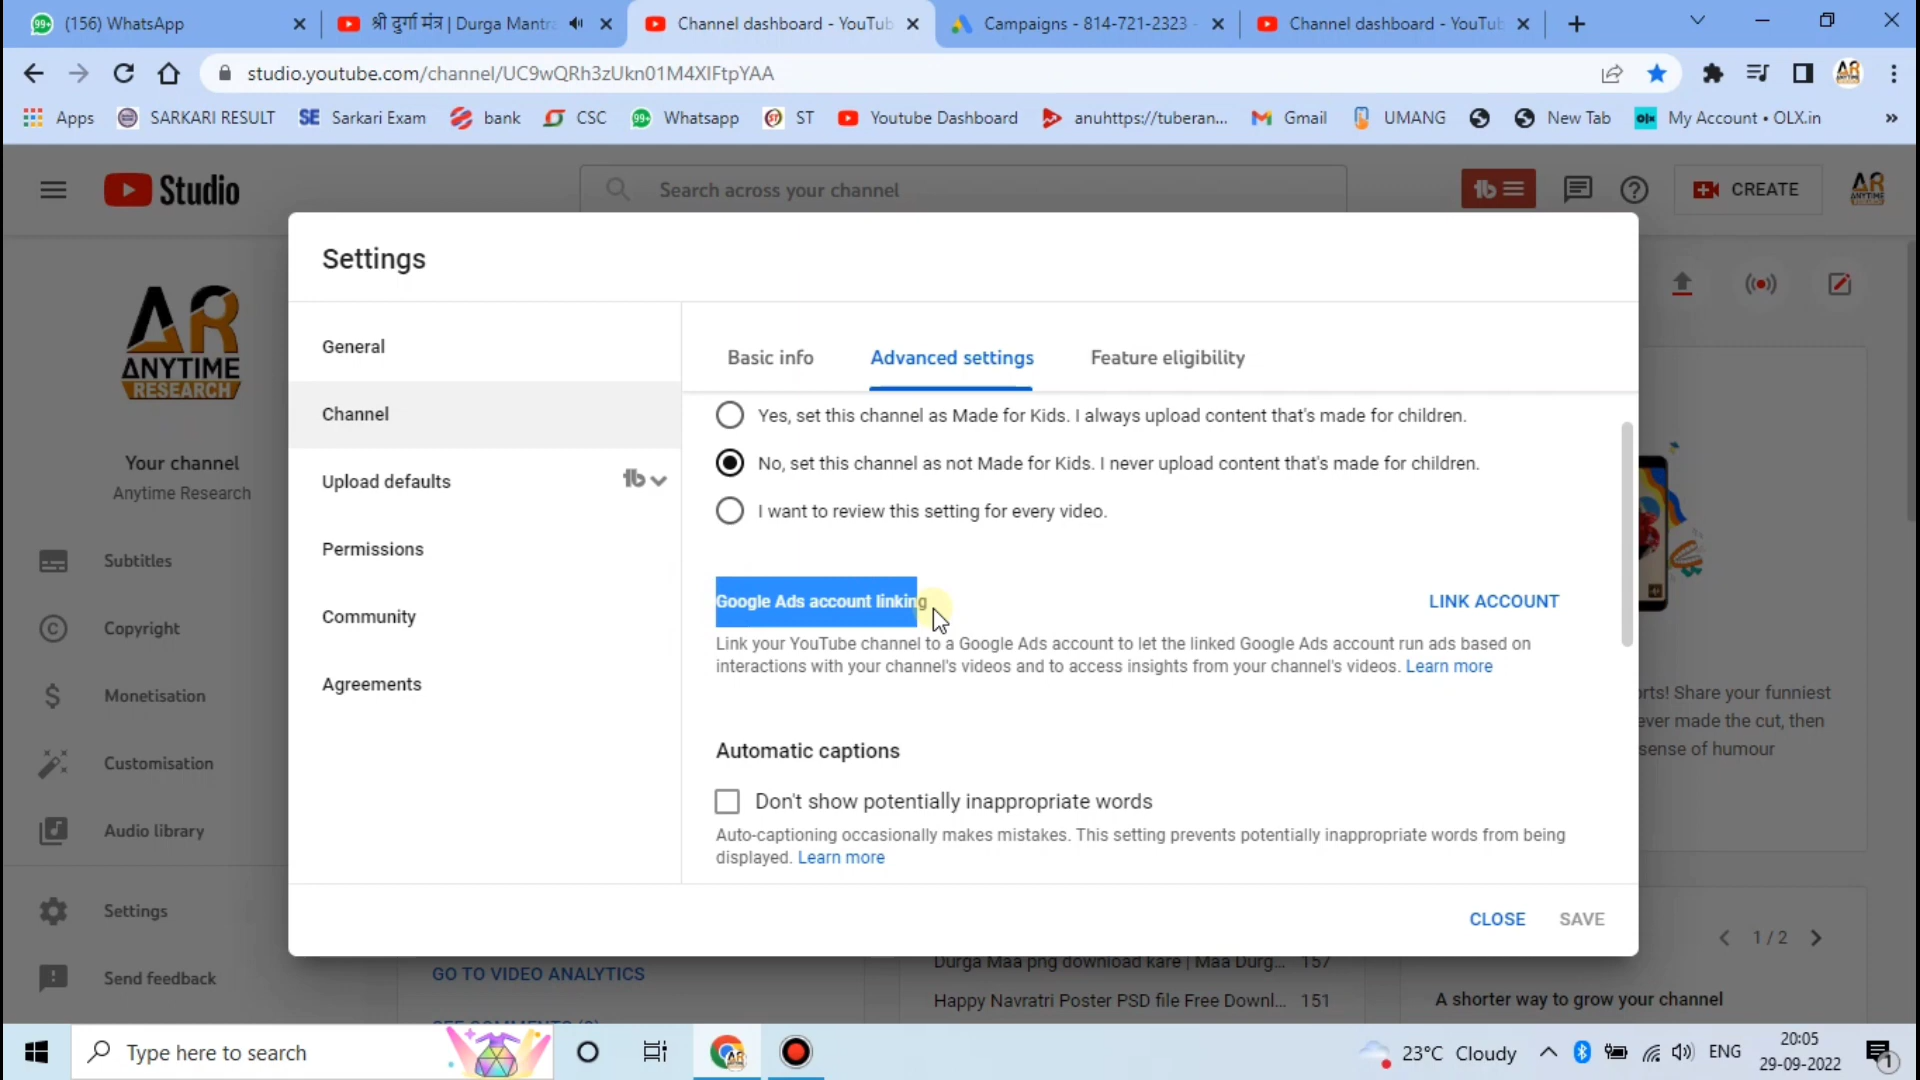 (156) WhatsApp
श्री दुर्गा मंत्र | Durga Mantra
Channel dashboard - YouTub
Campaigns - 814-721-2323 -
Channel dashboard - YouTub
studio.youtube.com/channel/UC9wQRh3zUkn01M4XIFtpYAA
Apps
SARKARI RESULT
SE Sarkari Exam
bank
CSC
99+ Whatsapp
ST
Youtube Dashboard
anuhttps://tuberan...
Gmail
UMANG
New Tab
olx My Account • OLX.in
»
Studio
Search across your channel
CREATE
AR
ANYTIME
RESEARCH
Your channel
Anytime Research
Subtitles
Copyright
Monetisation
Customisation
Audio library
Settings
Send feedback
Settings
General
Channel
Upload defaults
Permissions
Community
Agreements
Basic info
Advanced settings
Feature eligibility
Yes, set this channel as Made for Kids. I always upload content that's made for children.
No, set this channel as not Made for Kids. I never upload content that's made for children.
I want to review this setting for every video.
Google Ads account linking
LINK ACCOUNT
Link your YouTube channel to a Google Ads account to let the linked Google Ads account run ads based on
interactions with your channel's videos and to access insights from your channel's videos. Learn more
Automatic captions
Don't show potentially inappropriate words
Auto-captioning occasionally makes mistakes. This setting prevents potentially inappropriate words from being
displayed. Learn more
CLOSE
SAVE
orts! Share your funniest
ever made the cut, then
sense of humour
1 / 2
GO TO VIDEO ANALYTICS
Durga Maa png download kare | Maa Durg... 157
Happy Navratri Poster PSD file Free Downl... 151
A shorter way to grow your channel
Type here to search
23°C Cloudy
ENG
20:05
29-09-2022
1